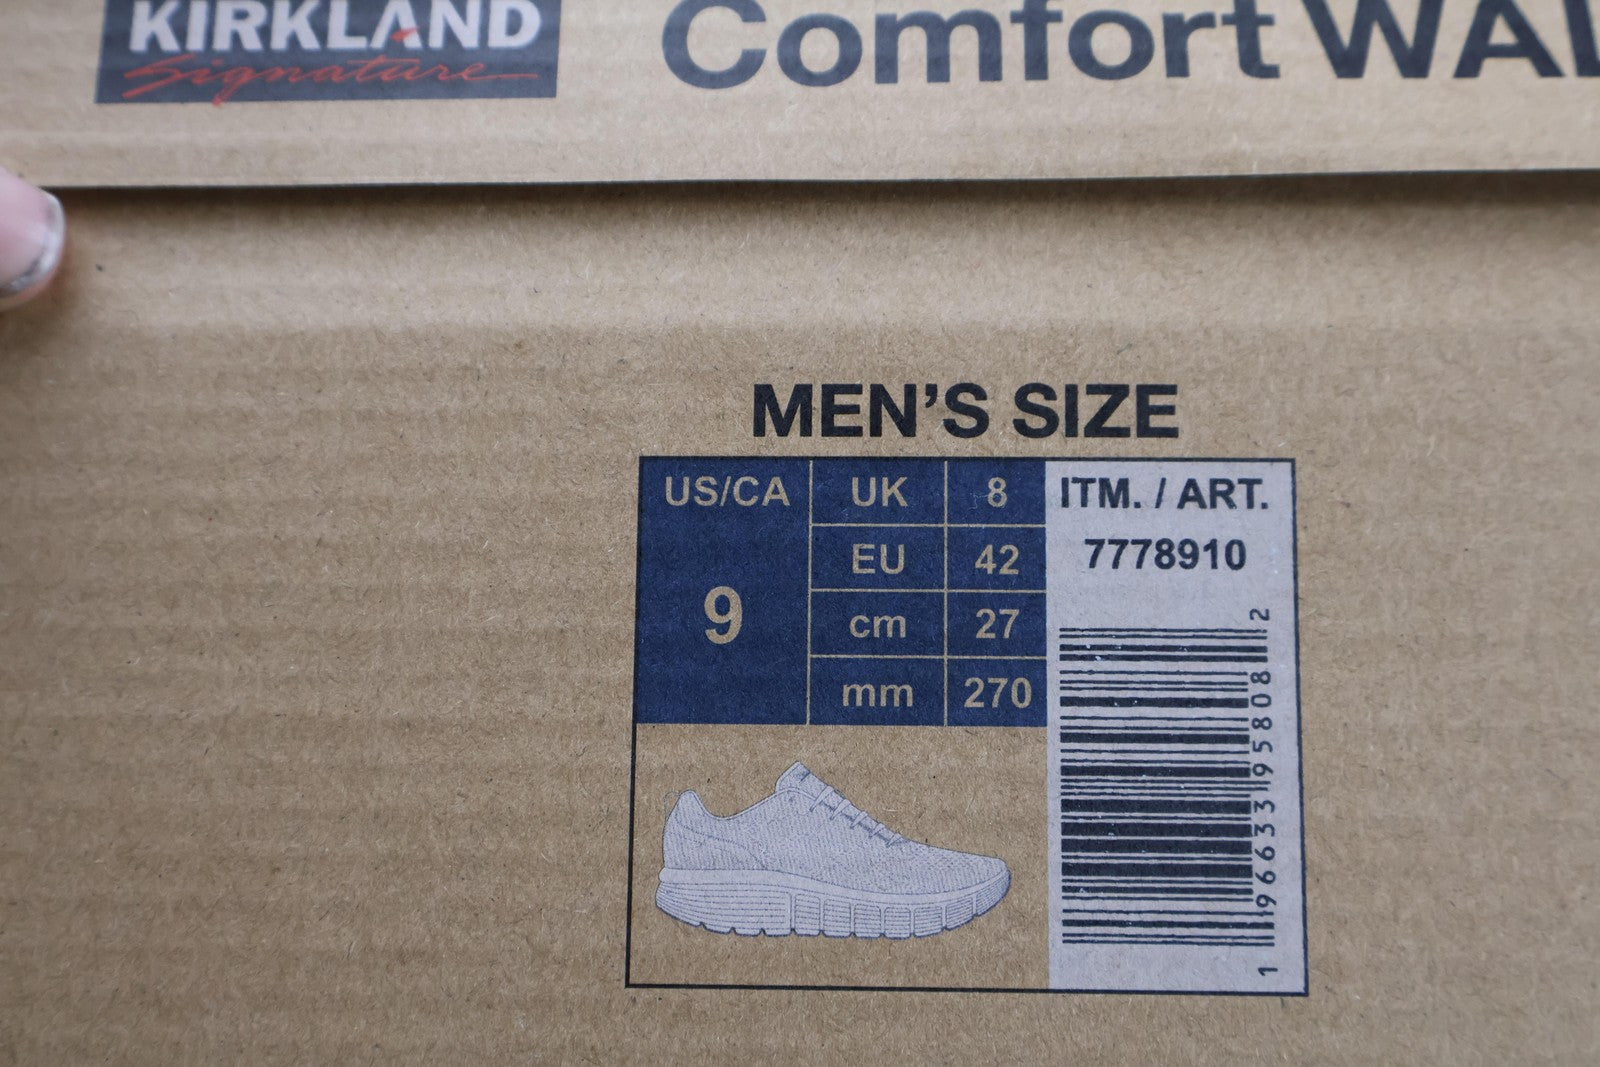 KIRKLAND
Signature
Comfort
MEN'S SIZE
US/CA
9
UK 8
EU 42
cm 27
mm 270
ITM. / ART.
7778910
1 96633 95808 2